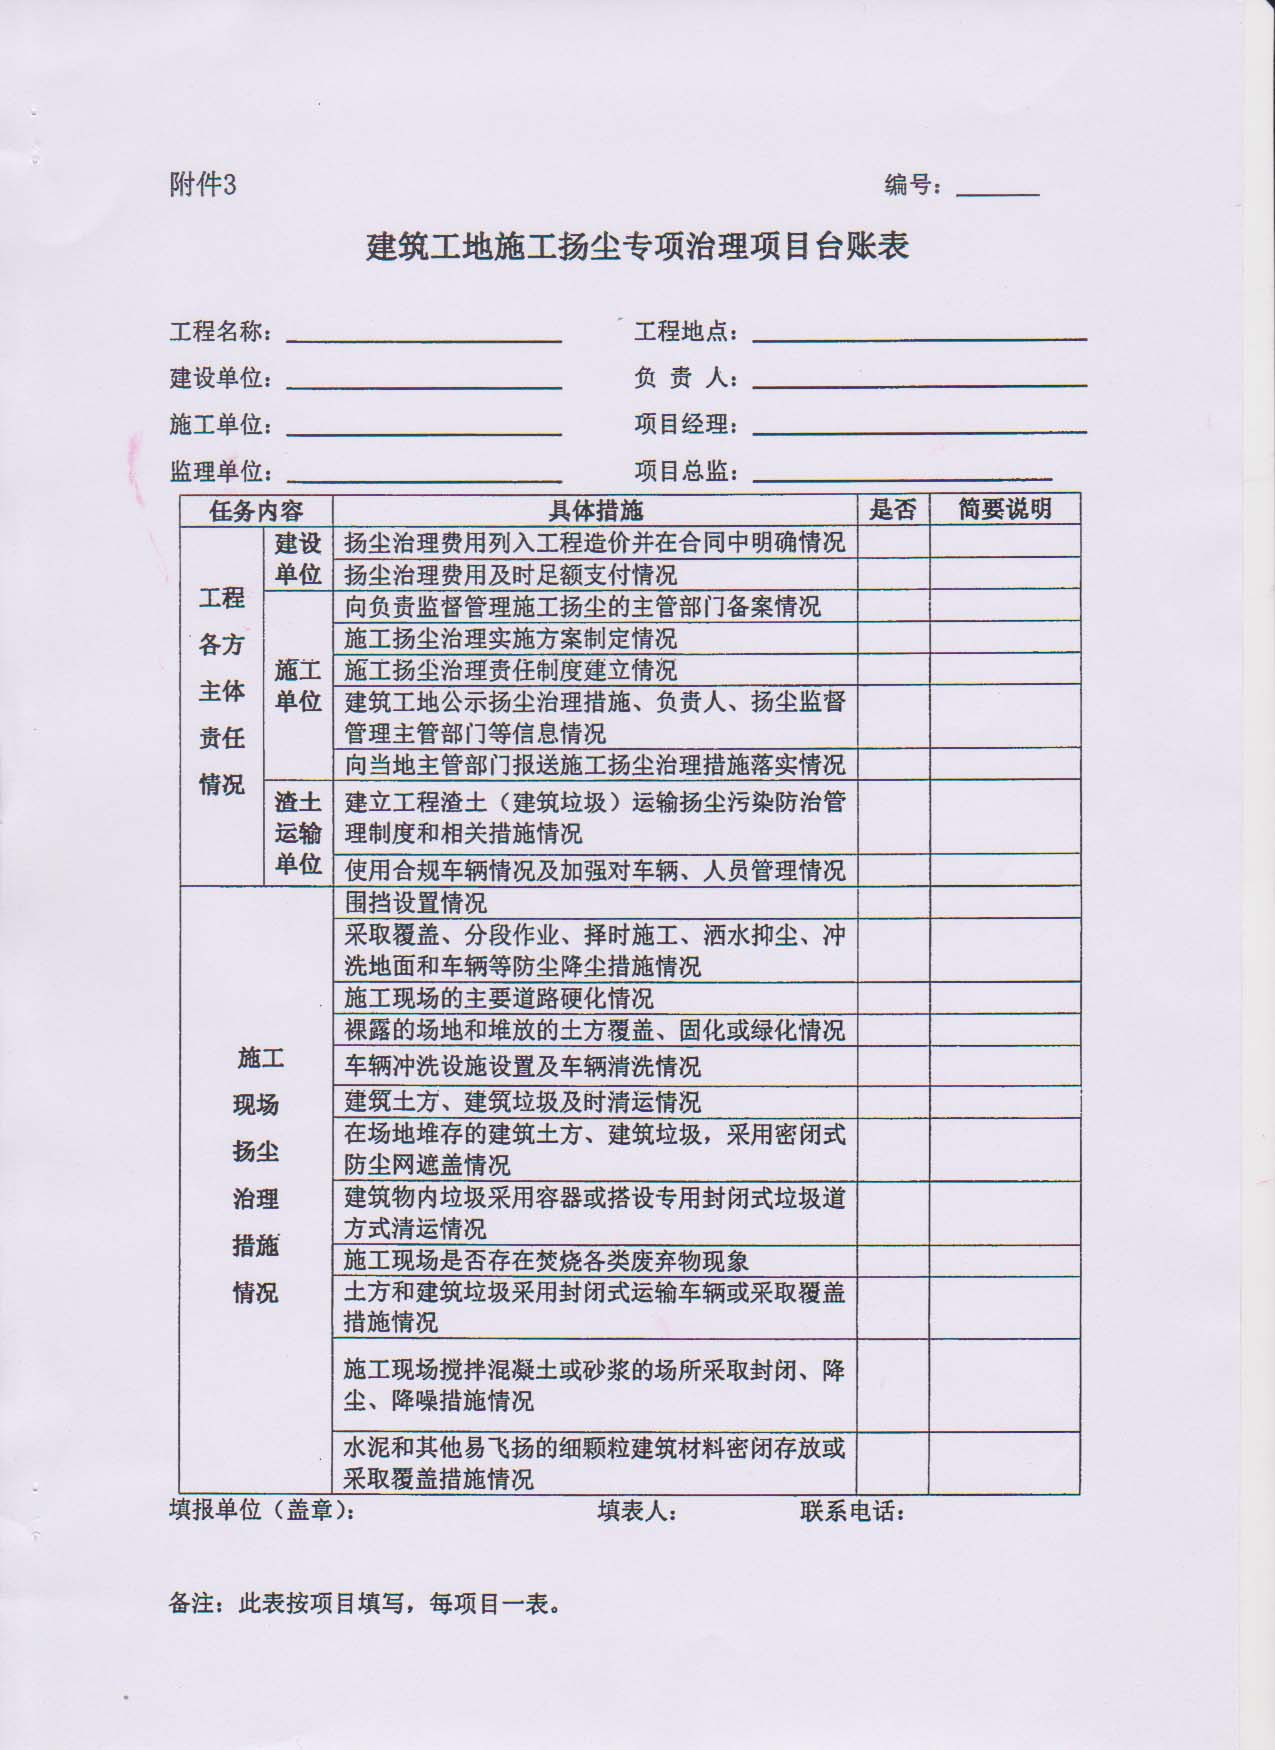 附件3 编号：
建筑工地施工扬尘专项治理项目台账表
工程名称： 工程地点：
建设单位： 负 责 人：
施工单位： 项目经理：
监理单位： 项目总监：
任务内容 具体措施 是否 简要说明
工程
各方
主体
责任
情况
建设
单位
扬尘治理费用列入工程造价并在合同中明确情况
扬尘治理费用及时足额支付情况
施工
单位
向负责监督管理施工扬尘的主管部门备案情况
施工扬尘治理实施方案制定情况
施工扬尘治理责任制度建立情况
建筑工地公示扬尘治理措施、负责人、扬尘监督
管理主管部门等信息情况
向当地主管部门报送施工扬尘治理措施落实情况
渣土
运输
单位
建立工程渣土（建筑垃圾）运输扬尘污染防治管
理制度和相关措施情况
使用合规车辆情况及加强对车辆、人员管理情况
施工
现场
扬尘
治理
措施
情况
围挡设置情况
采取覆盖、分段作业、择时施工、洒水抑尘、冲
洗地面和车辆等防尘降尘措施情况
施工现场的主要道路硬化情况
裸露的场地和堆放的土方覆盖、固化或绿化情况
车辆冲洗设施设置及车辆清洗情况
建筑土方、建筑垃圾及时清运情况
在场地堆存的建筑土方、建筑垃圾，采用密闭式
防尘网遮盖情况
建筑物内垃圾采用容器或搭设专用封闭式垃圾道
方式清运情况
施工现场是否存在焚烧各类废弃物现象
土方和建筑垃圾采用封闭式运输车辆或采取覆盖
措施情况
施工现场搅拌混凝土或砂浆的场所采取封闭、降
尘、降噪措施情况
水泥和其他易飞扬的细颗粒建筑材料密闭存放或
采取覆盖措施情况
填报单位（盖章）： 填表人： 联系电话：
备注：此表按项目填写，每项目一表。